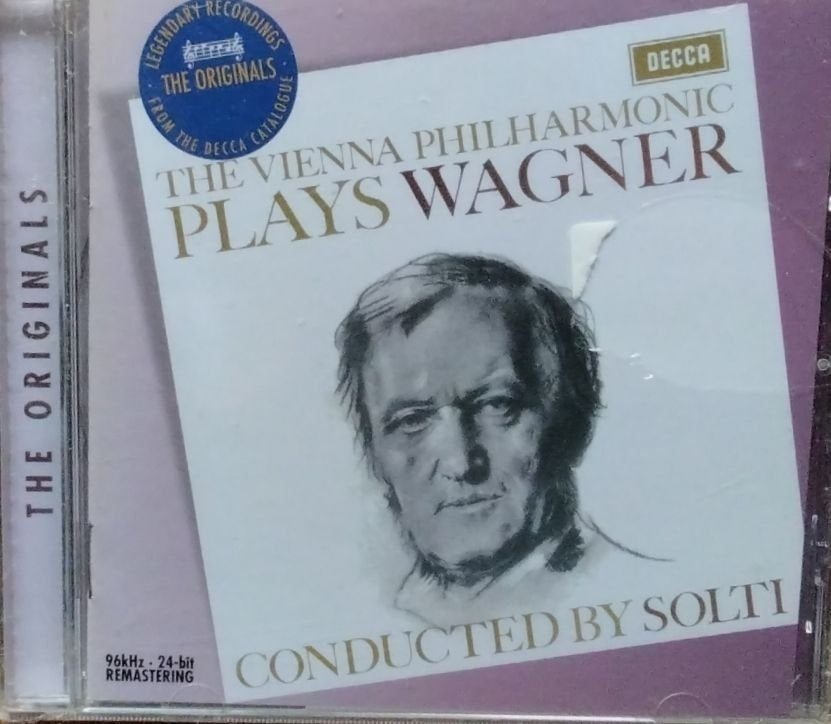 LEGENDARY RECORDINGS
THE ORIGINALS
FROM THE DECCA CATALOGUE
DECCA
THE VIENNA PHILHARMONIC
PLAYS WAGNER
CONDUCTED BY SOLTI
THE ORIGINALS
96kHz · 24-bit
REMASTERING